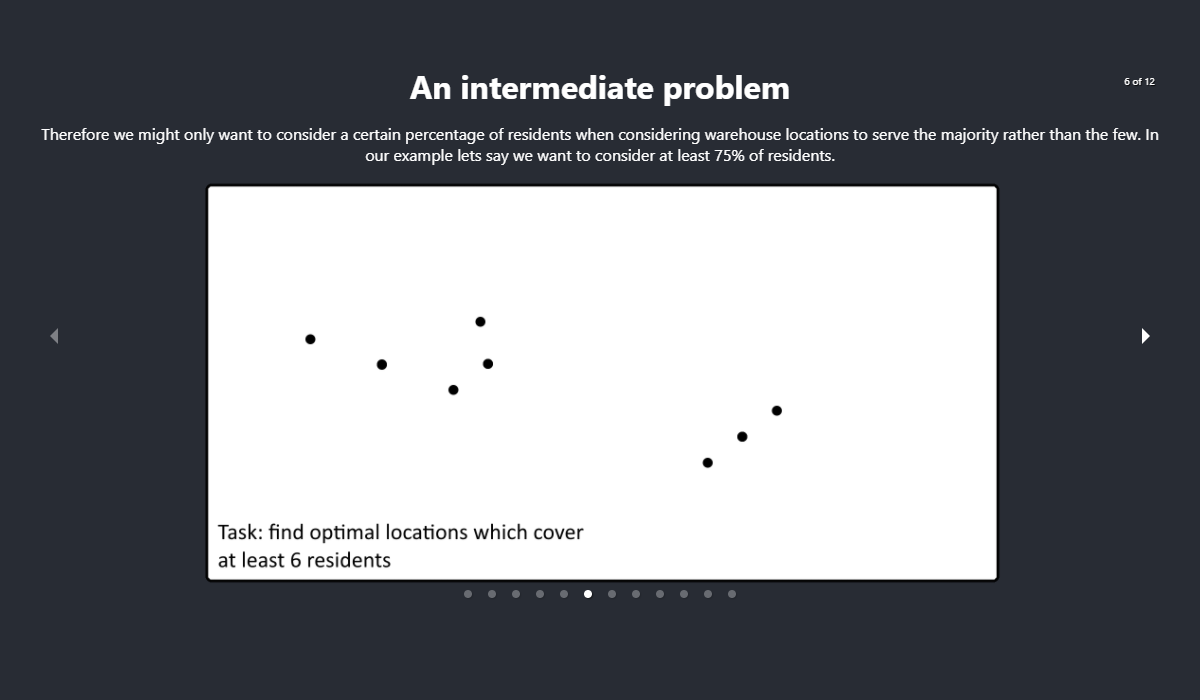 An intermediate problem
6 of 12
Therefore we might only want to consider a certain percentage of residents when considering warehouse locations to serve the majority rather than the few. In
our example lets say we want to consider at least 75% of residents.
Task: find optimal locations which cover
at least 6 residents